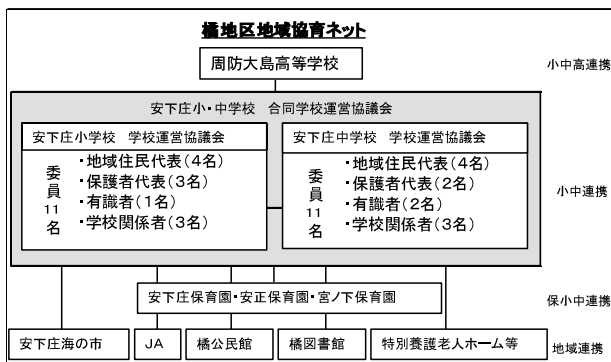 橘地区地域協育ネット
周防大島高等学校
小中高連携
安下庄小・中学校 合同学校運営協議会
安下庄小学校 学校運営協議会
委員11名
・地域住民代表(4名)
・保護者代表(3名)
・有識者(1名)
・学校関係者(3名)
安下庄中学校 学校運営協議会
委員11名
・地域住民代表(4名)
・保護者代表(2名)
・有識者(2名)
・学校関係者(3名)
小中連携
安下庄保育園・安正保育園・宮ノ下保育園
保小中連携
安下庄海の市
JA
橘公民館
橘図書館
特別養護老人ホーム等
地域連携